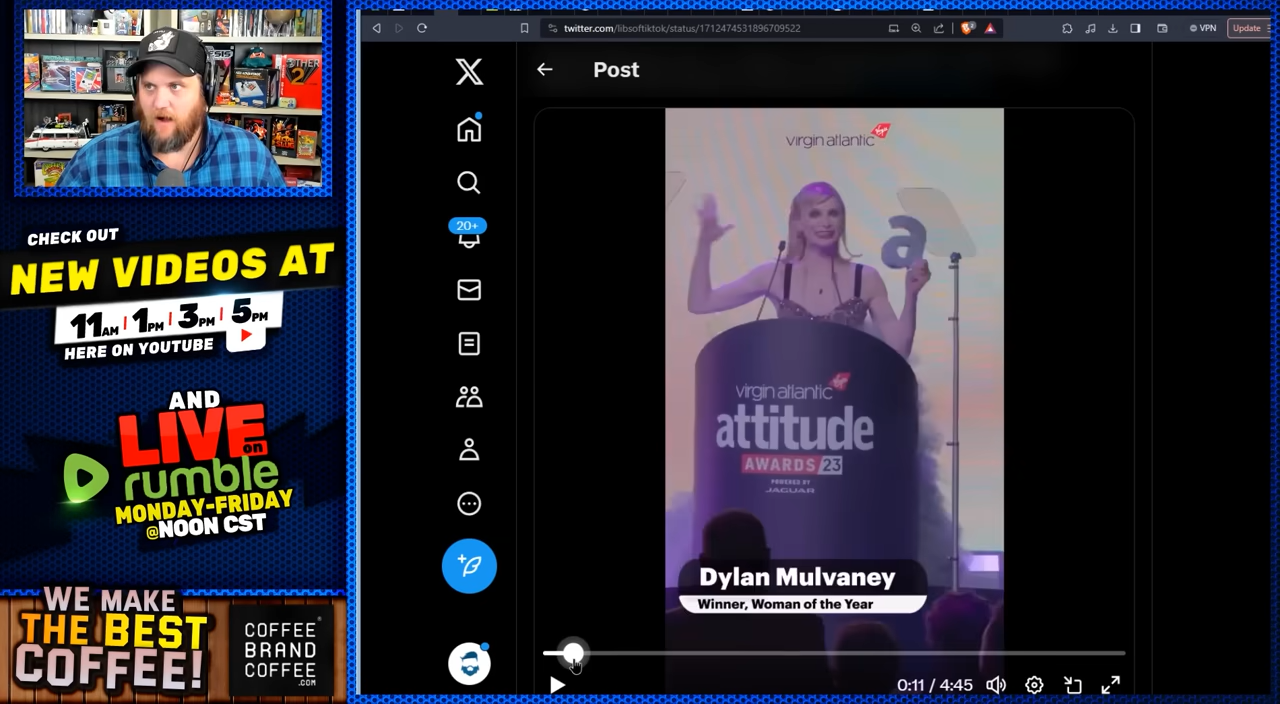 twitter.com/libsoftiktok/status/1712474531896709522
VPN
Update
Post
20+
virgin atlantic
a
virgin atlantic
attitude
AWARDS 23
POWERED BY
JAGUAR
Dylan Mulvaney
Winner, Woman of the Year
0:11 / 4:45
CHECK OUT
NEW VIDEOS AT
11AM | 1PM | 3PM | 5PM
HERE ON YOUTUBE
AND
LIVE on
rumble
MONDAY-FRIDAY
@NOON CST
WE MAKE
THE BEST
COFFEE!
COFFEE
BRAND
COFFEE
.COM